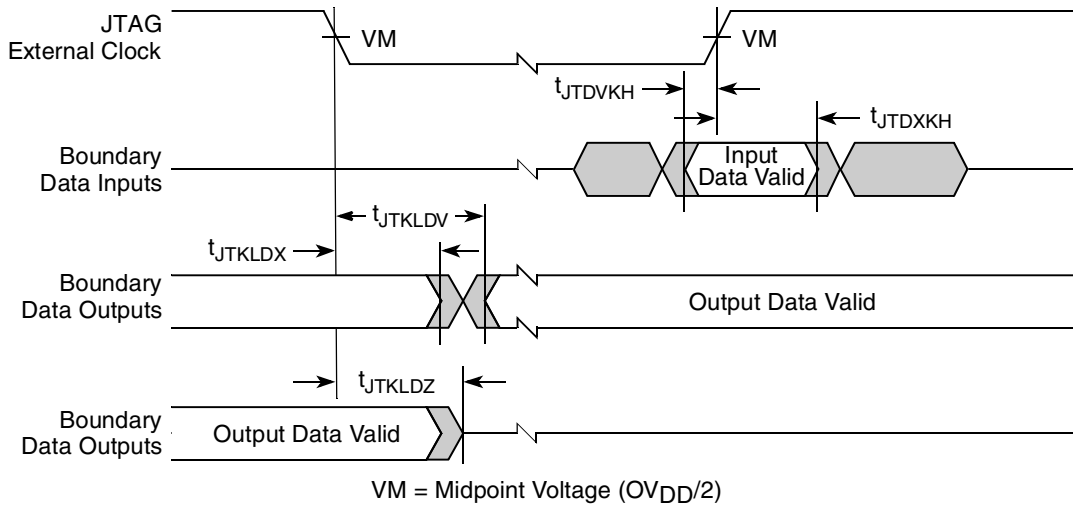 JTAG
External Clock
VM
VM
tJTDVKH
tJTDXKH
Boundary
Data Inputs
Input
Data Valid
tJTKLDV
tJTKLDX
Boundary
Data Outputs
Output Data Valid
tJTKLDZ
Boundary
Data Outputs
Output Data Valid
VM = Midpoint Voltage (OVDD/2)